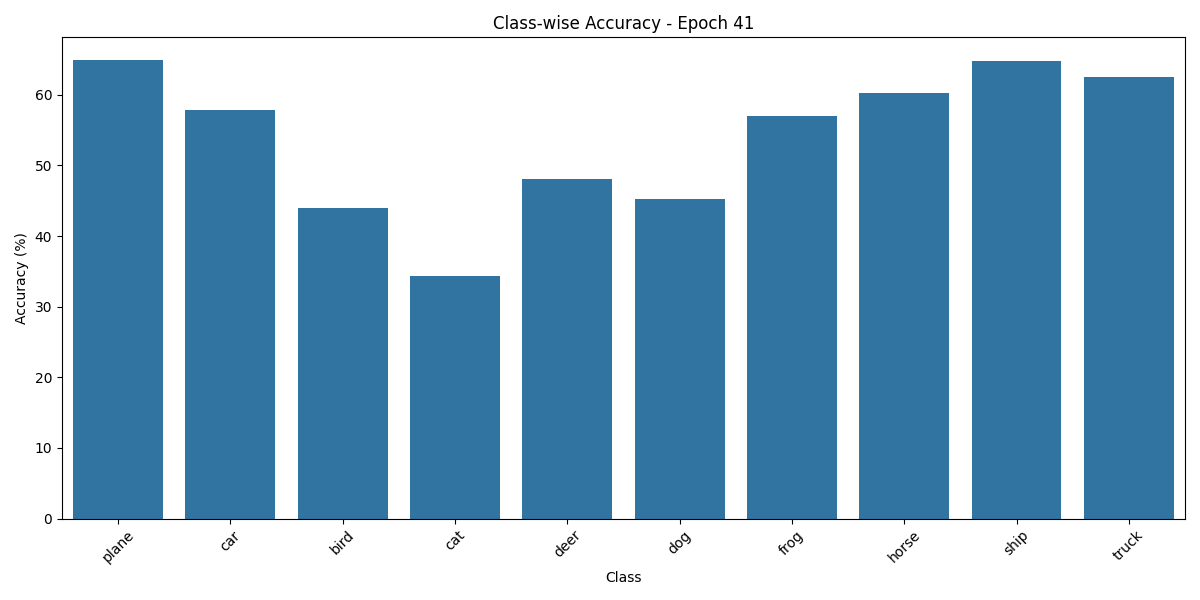 Class-wise Accuracy - Epoch 41
Accuracy (%)
60
50
40
30
20
10
0
plane
car
bird
cat
deer
dog
frog
horse
ship
truck
Class